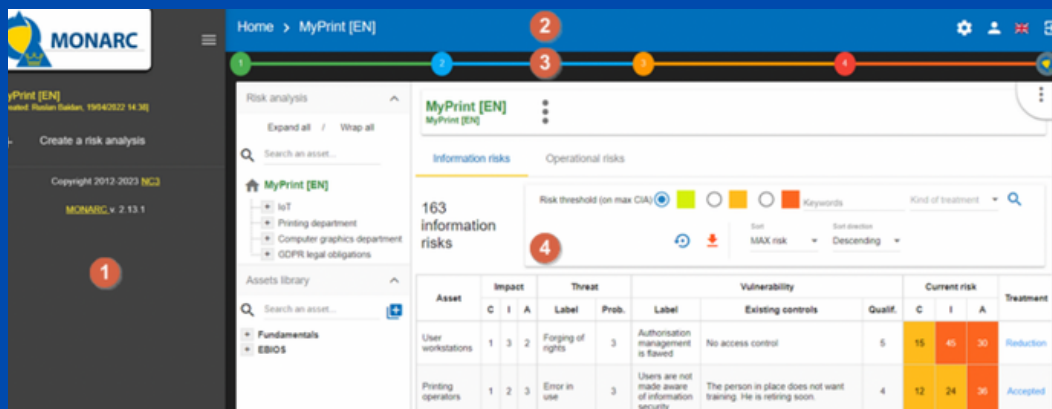 MONARC
Home > MyPrint [EN]
2
1
2
3
3
4
MyPrint [EN]
Created: Ruslan Baidan, 19/04/2022 14:38]
Create a risk analysis
Copyright 2012-2023 NC3
MONARC v. 2.13.1
1
Risk analysis
Expand all / Wrap all
Search an asset...
MyPrint [EN]
IoT
Printing department
Computer graphics department
GDPR legal obligations
Assets library
Search an asset...
Fundamentals
EBIOS
MyPrint [EN]
MyPrint [EN]
Information risks Operational risks
163 information risks
Risk threshold (on max CIA) Keywords Kind of treatment
Sort Sort direction
MAX risk Descending
4
Asset Impact Threat Vulnerability Current risk Treatment
C I A Label Prob. Label Existing controls Qualif. C I A
User workstations 1 3 2 Forging of rights 3 Authorisation management is flawed No access control 5 15 45 30 Reduction
Printing operators 1 2 3 Error in use 3 Users are not made aware of information security The person in place does not want training. He is retiring soon. 4 12 24 36 Accepted